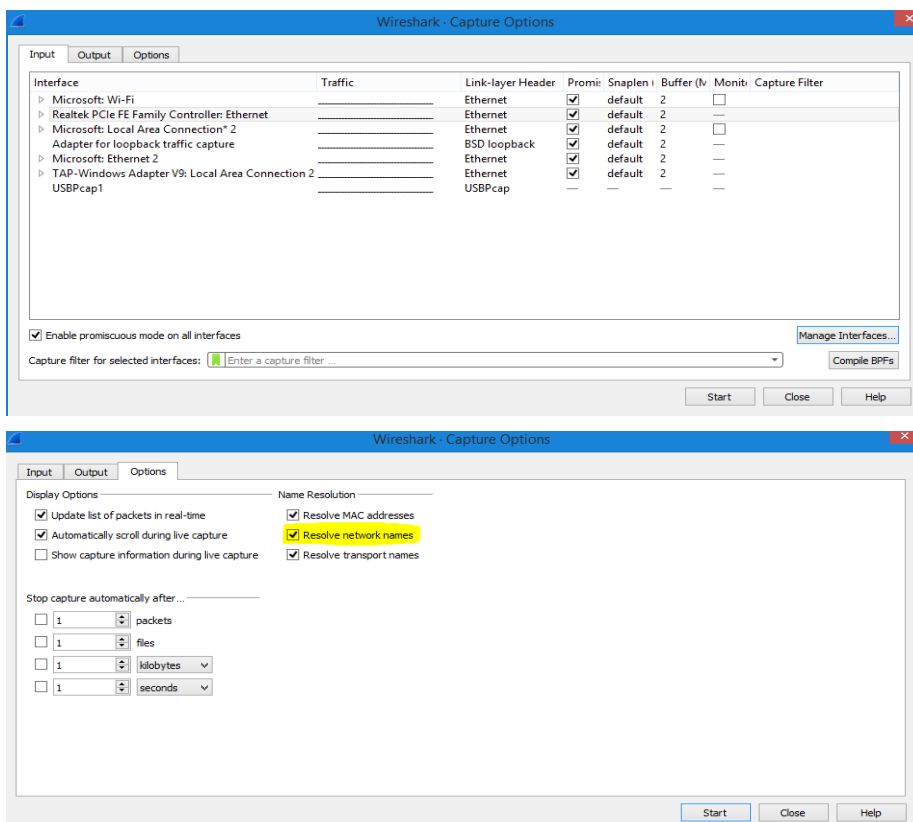 Wireshark · Capture Options
Input Output Options
Interface Traffic Link-layer Header Promis Snaplen ( Buffer (M Monito Capture Filter
Microsoft: Wi-Fi Ethernet default 2
Realtek PCIe FE Family Controller: Ethernet Ethernet default 2 —
Microsoft: Local Area Connection* 2 Ethernet default 2
Adapter for loopback traffic capture BSD loopback default 2 —
Microsoft: Ethernet 2 Ethernet default 2 —
TAP-Windows Adapter V9: Local Area Connection 2 Ethernet default 2 —
USBPcap1 USBPcap — — — —
Enable promiscuous mode on all interfaces Manage Interfaces...
Capture filter for selected interfaces: Enter a capture filter ... Compile BPFs
Start Close Help
Wireshark · Capture Options
Input Output Options
Display Options Name Resolution
Update list of packets in real-time Resolve MAC addresses
Automatically scroll during live capture Resolve network names
Show capture information during live capture Resolve transport names
Stop capture automatically after...
1 packets
1 files
1 kilobytes
1 seconds
Start Close Help